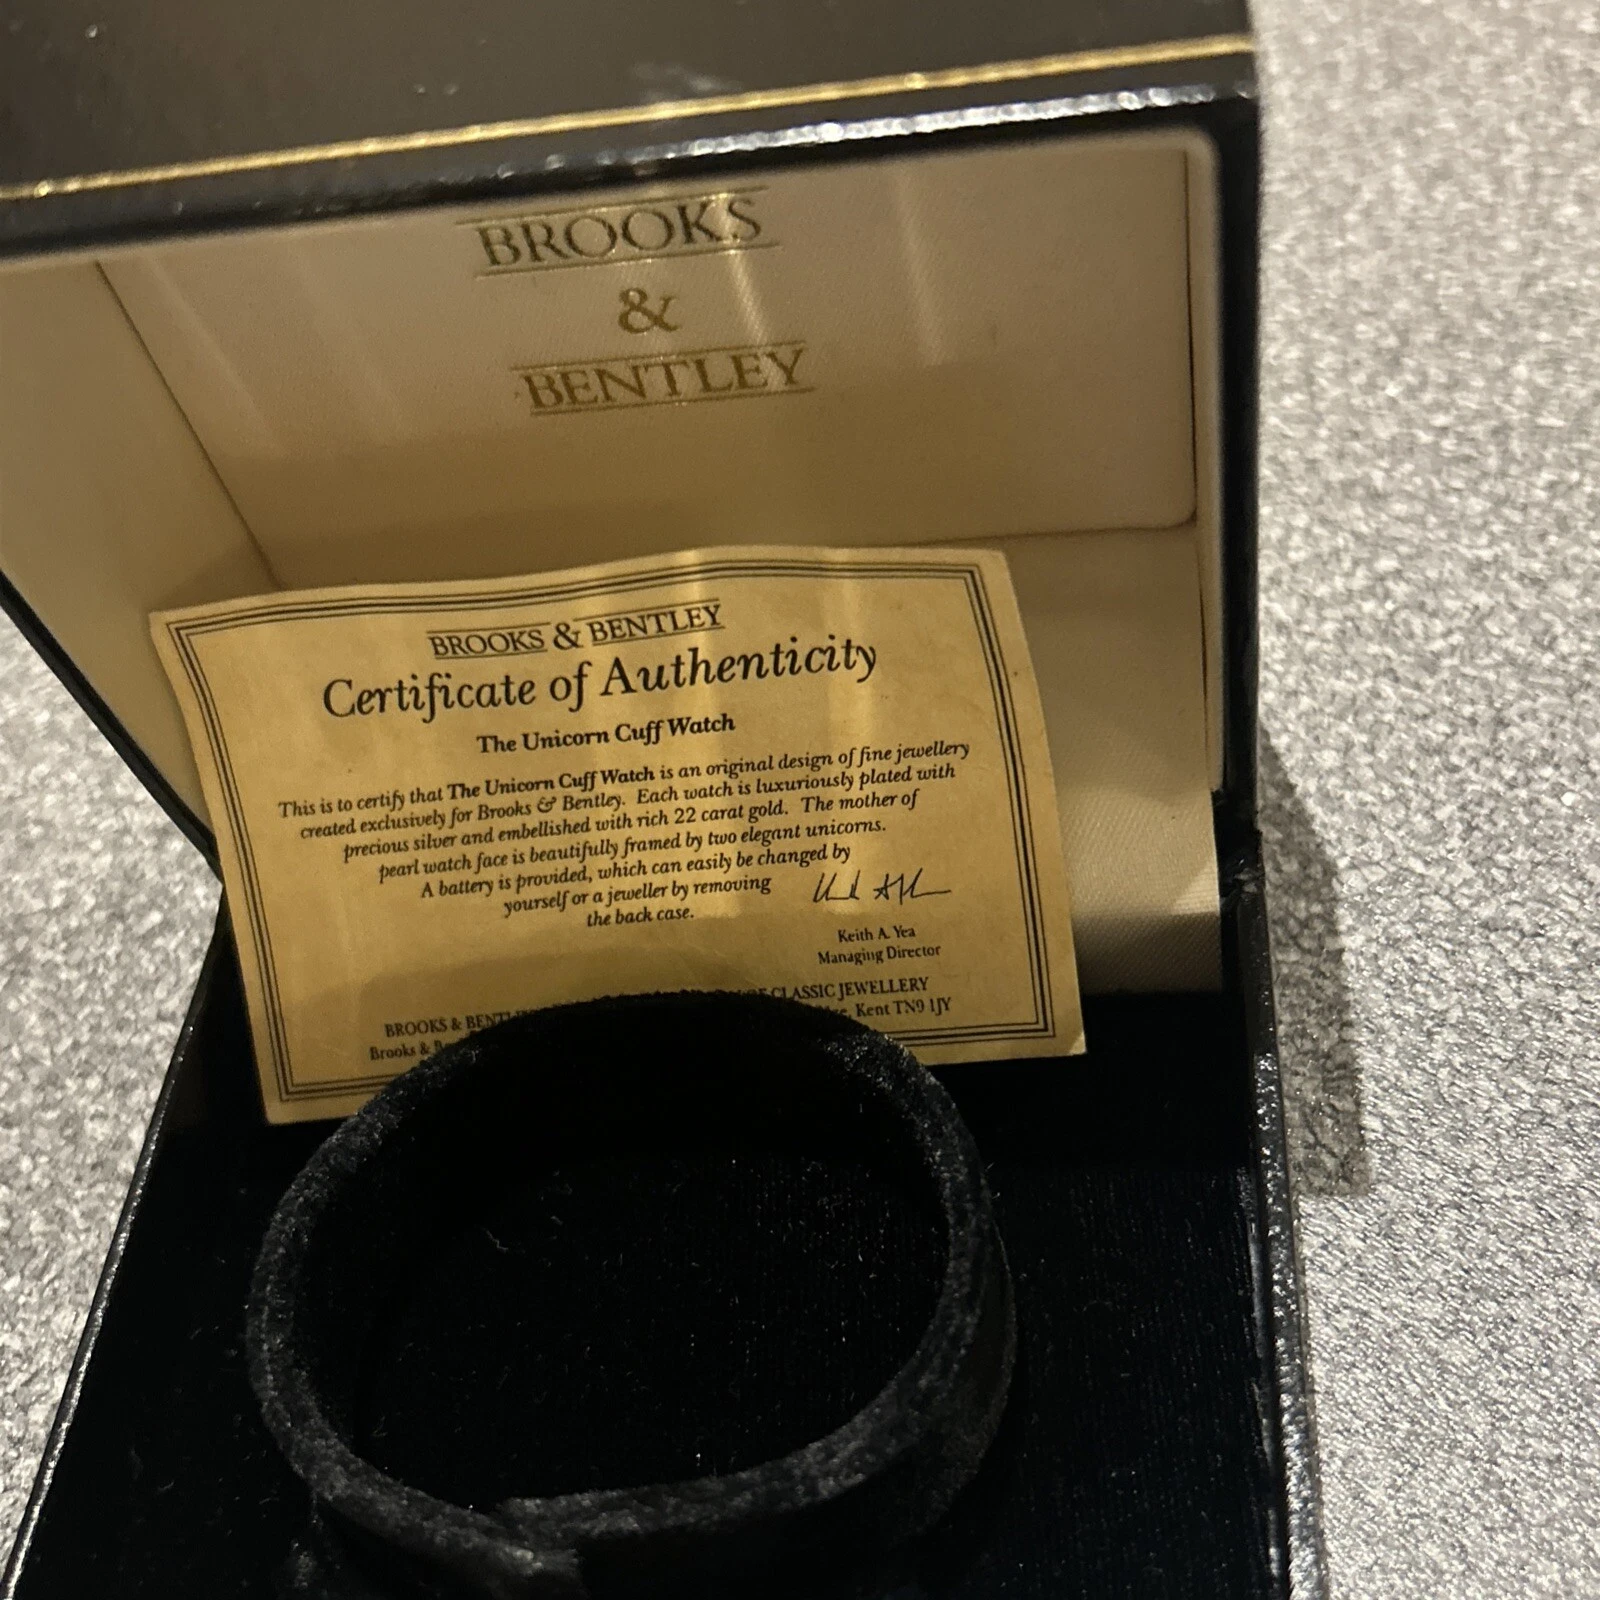 BROOKS
&
BENTLEY
BROOKS & BENTLEY
Certificate of Authenticity
The Unicorn Cuff Watch
This is to certify that The Unicorn Cuff Watch is an original design of fine jewellery
created exclusively for Brooks & Bentley. Each watch is luxuriously plated with
precious silver and embellished with rich 22 carat gold. The mother of
pearl watch face is beautifully framed by two elegant unicorns.
A battery is provided, which can easily be changed by
yourself or a jeweller by removing
the back case.
Keith A. Yea
Managing Director
BROOKS & CLASSIC JEWELLERY
Brooks & Kent TN9 1JY